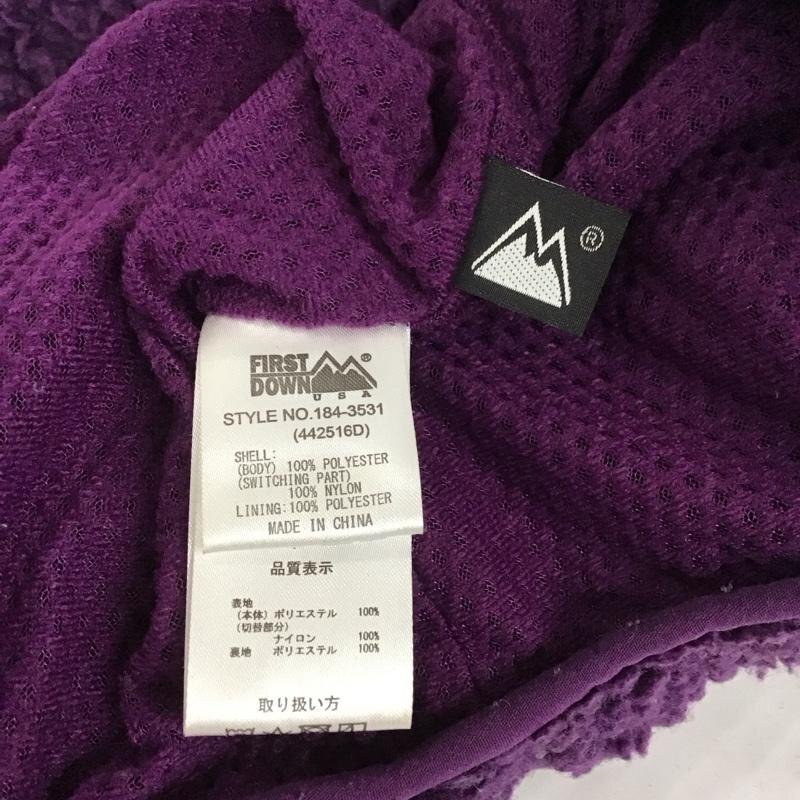 ®
FIRST ®
DOWN
USA
STYLE NO.184-3531
(442516D)
SHELL:
(BODY) 100% POLYESTER
(SWITCHING PART)
100% NYLON
LINING:100% POLYESTER
MADE IN CHINA
品質表示
表地
(本体) ポリエステル 100%
(切替部分)
ナイロン 100%
裏地 ポリエステル 100%
取り扱い方